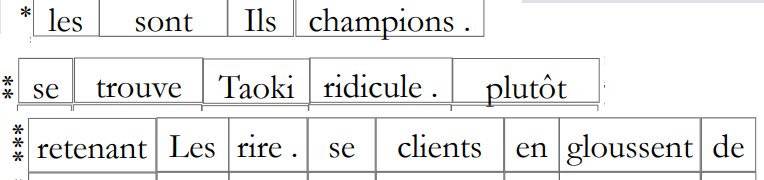 * les sont Ils champions .
** se trouve Taoki ridicule . plutôt
*** retenant Les rire . se clients en gloussent de